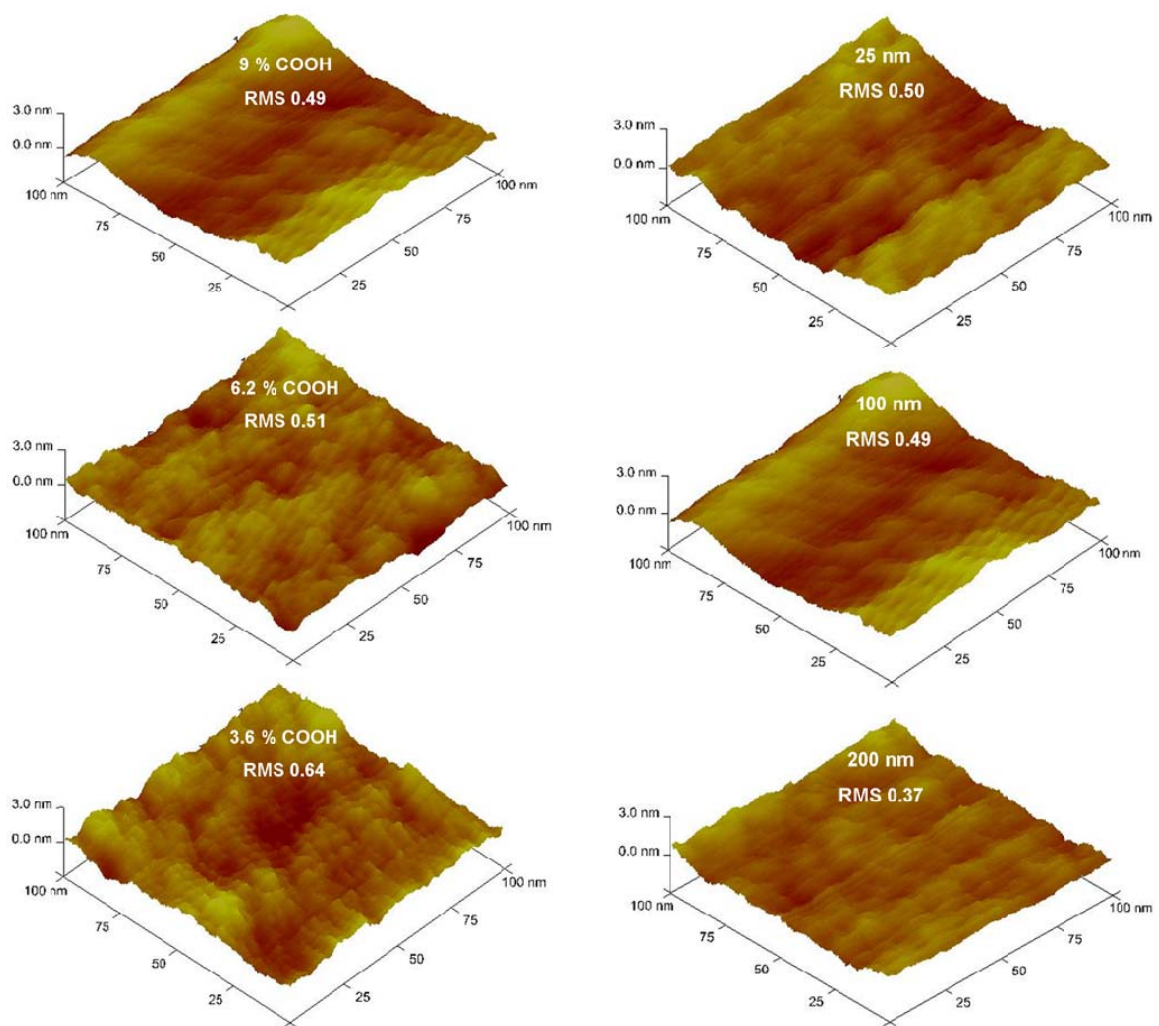 9 % COOH
RMS 0.49
3.0 nm
0.0 nm
100 nm
75
50
25
25
50
75
100 nm
25 nm
RMS 0.50
3.0 nm
0.0 nm
100 nm
75
50
25
25
50
75
100 nm
6.2 % COOH
RMS 0.51
3.0 nm
0.0 nm
100 nm
75
50
25
25
50
75
100 nm
100 nm
RMS 0.49
3.0 nm
0.0 nm
100 nm
75
50
25
25
50
75
100 nm
3.6 % COOH
RMS 0.64
3.0 nm
0.0 nm
100 nm
75
50
25
25
50
75
100 nm
200 nm
RMS 0.37
3.0 nm
0.0 nm
100 nm
75
50
25
25
50
75
100 nm